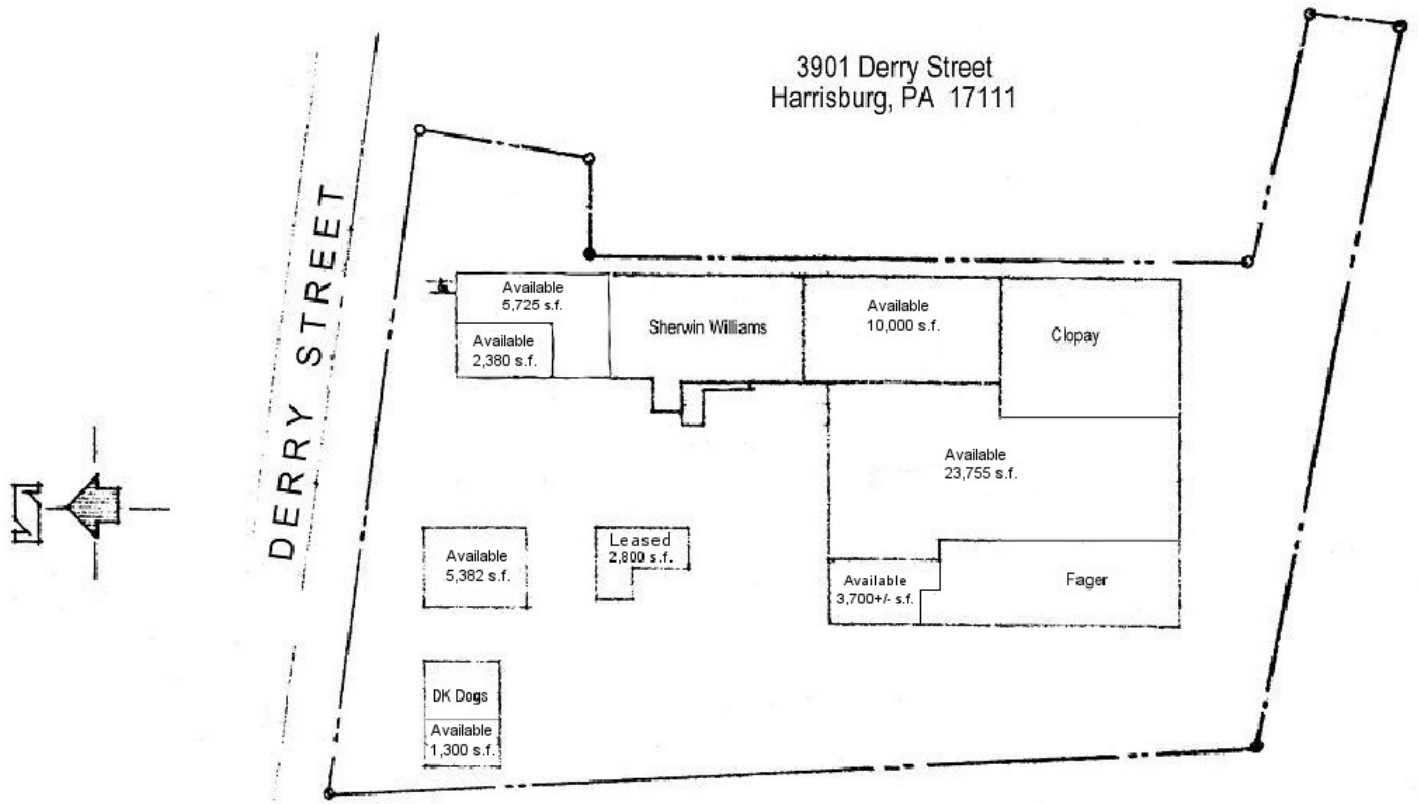 3901 Derry Street
Harrisburg, PA 17111
DERRY STREET
Available
5,725 s.f.
Available
2,380 s.f.
Sherwin Williams
Available
10,000 s.f.
Clopay
Available
23,755 s.f.
N
Available
5,382 s.f.
Leased
2,800 s.f.
Available
3,700+/- s.f.
Fager
DK Dogs
Available
1,300 s.f.